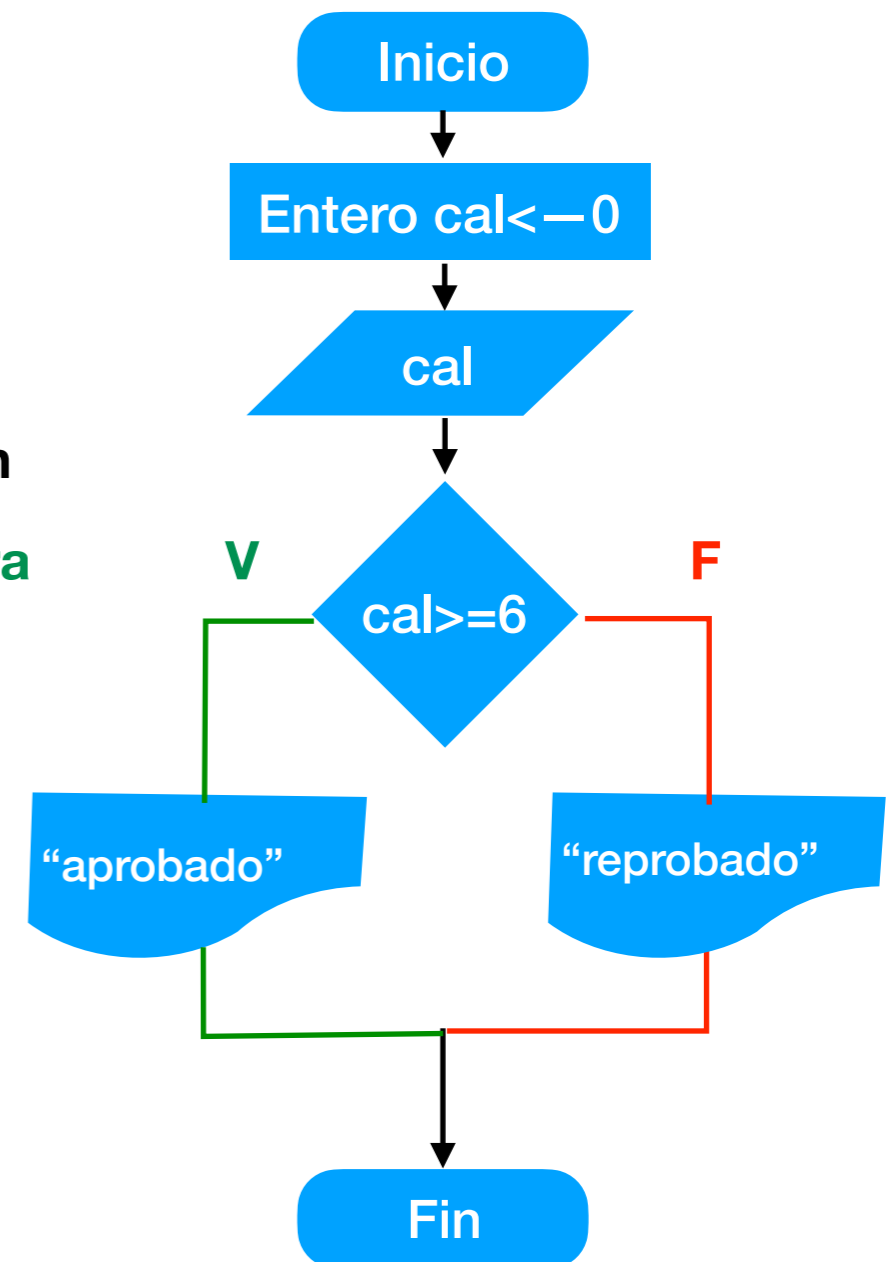 Inicio
Entero cal<—0
cal
V
F
cal>=6
“aprobado”
“reprobado”
Fin